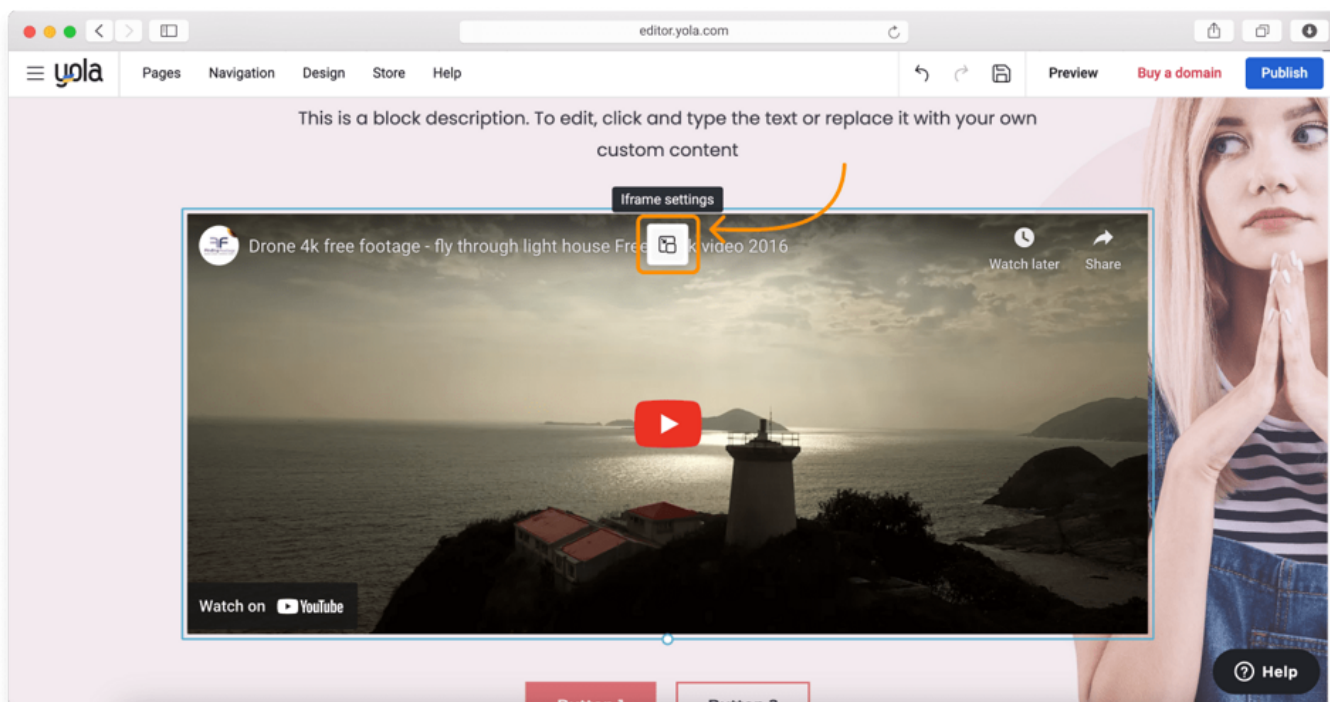 editor.yola.com
yola
Pages Navigation Design Store Help
Preview Buy a domain Publish
This is a block description. To edit, click and type the text or replace it with your own
custom content
Iframe settings
Drone 4k free footage - fly through light house Free video 2016
Watch later Share
Watch on YouTube
Help